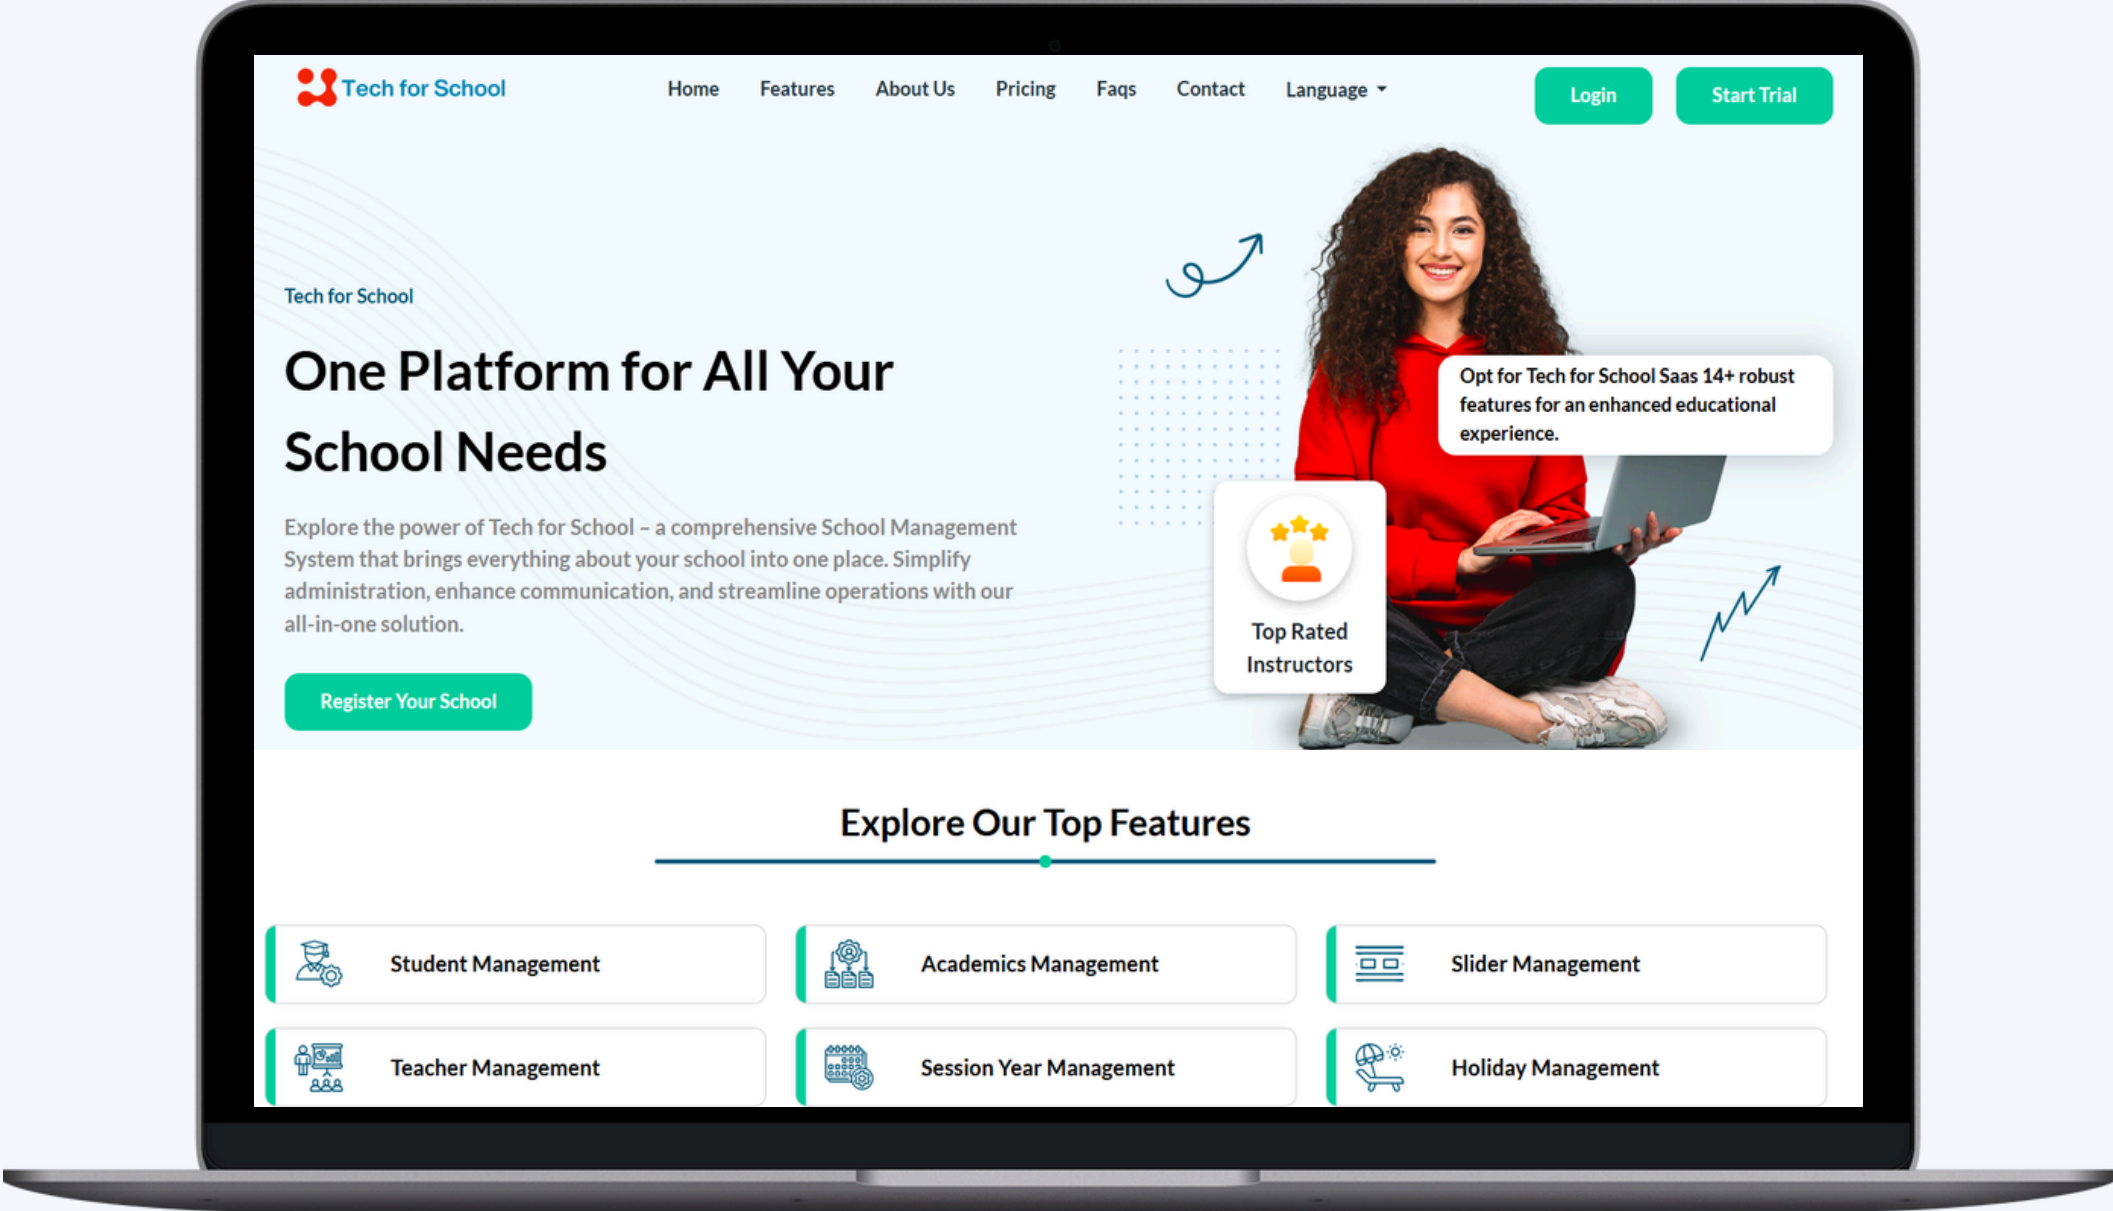 Tech for School
Home Features About Us Pricing Faqs Contact Language
Login
Start Trial
Tech for School
One Platform for All Your
School Needs
Explore the power of Tech for School – a comprehensive School Management
System that brings everything about your school into one place. Simplify
administration, enhance communication, and streamline operations with our
all-in-one solution.
Register Your School
Opt for Tech for School Saas 14+ robust
features for an enhanced educational
experience.
Top Rated
Instructors
Explore Our Top Features
Student Management
Academics Management
Slider Management
Teacher Management
Session Year Management
Holiday Management